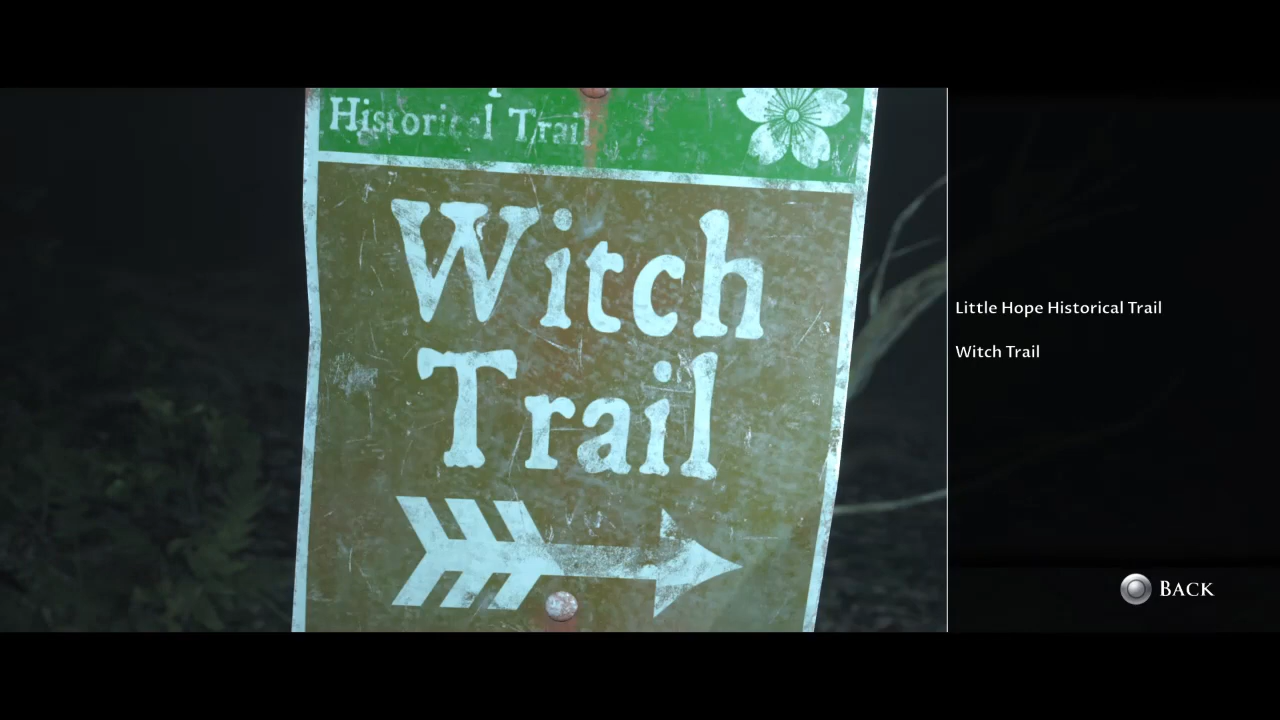 Historical Trail
Witch
Trail
Little Hope Historical Trail
Witch Trail
BACK